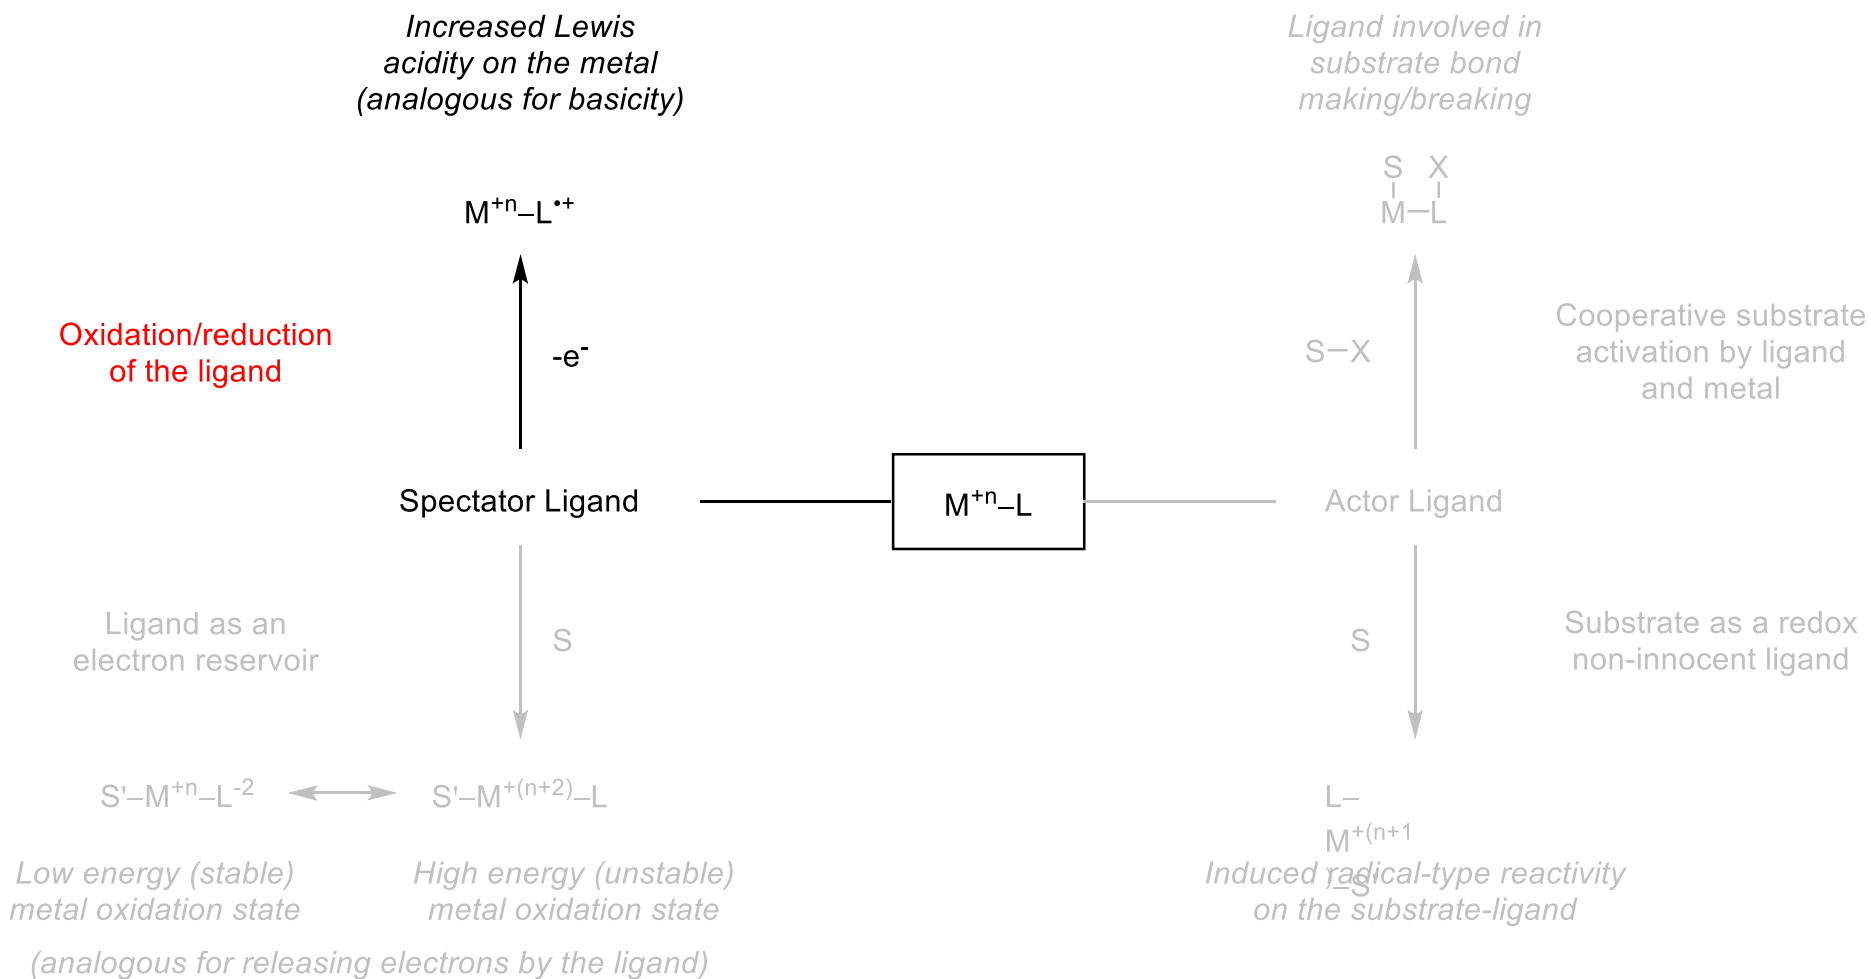 Increased Lewis
acidity on the metal
(analogous for basicity)
M⁺ⁿ–L•⁺
Oxidation/reduction
of the ligand
-e⁻
Spectator Ligand
Ligand as an
electron reservoir
S
S'–M⁺ⁿ–L⁻²
S'–M⁺⁽ⁿ⁺²⁾–L
Low energy (stable)
metal oxidation state
High energy (unstable)
metal oxidation state
(analogous for releasing electrons by the ligand)
M⁺ⁿ–L
Ligand involved in
substrate bond
making/breaking
S X
M–L
S–X
Cooperative substrate
activation by ligand
and metal
Actor Ligand
S
Substrate as a redox
non-innocent ligand
L–
M⁺⁽ⁿ⁺¹
⁾–S'
Induced radical-type reactivity
on the substrate-ligand